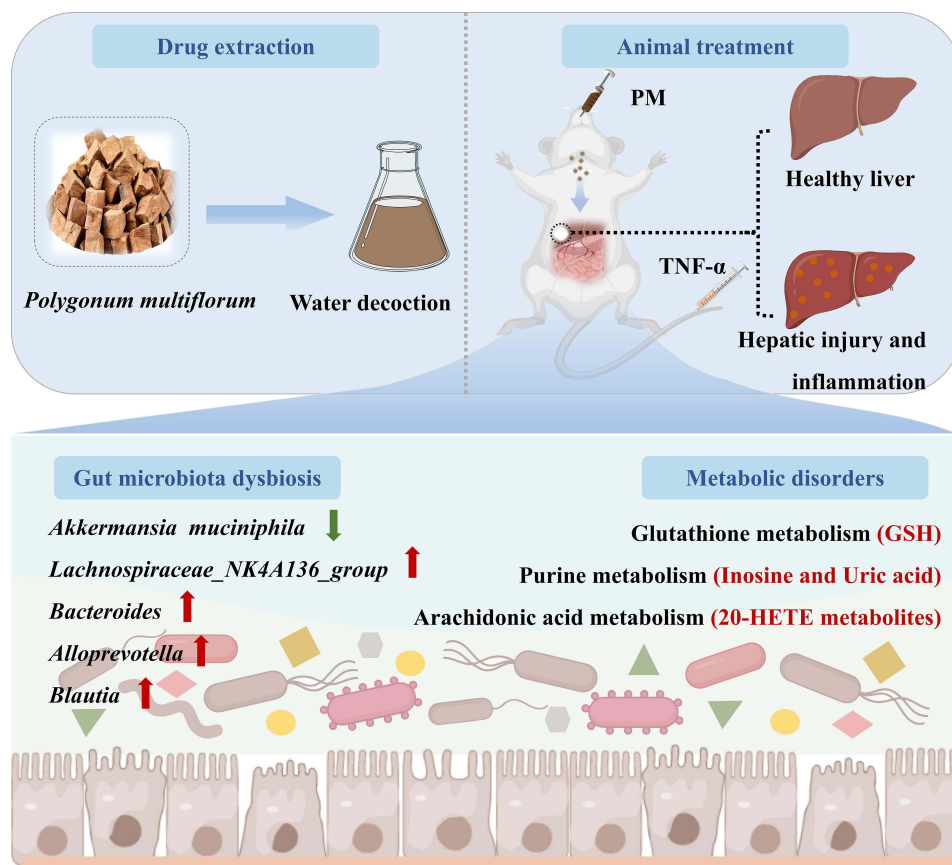 Drug extraction
Polygonum multiflorum
Water decoction
Animal treatment
PM
TNF-α
Healthy liver
Hepatic injury and
inflammation
Gut microbiota dysbiosis
Akkermansia muciniphila
Lachnospiraceae_NK4A136_group
Bacteroides
Alloprevotella
Blautia
Metabolic disorders
Glutathione metabolism (GSH)
Purine metabolism (Inosine and Uric acid)
Arachidonic acid metabolism (20-HETE metabolites)